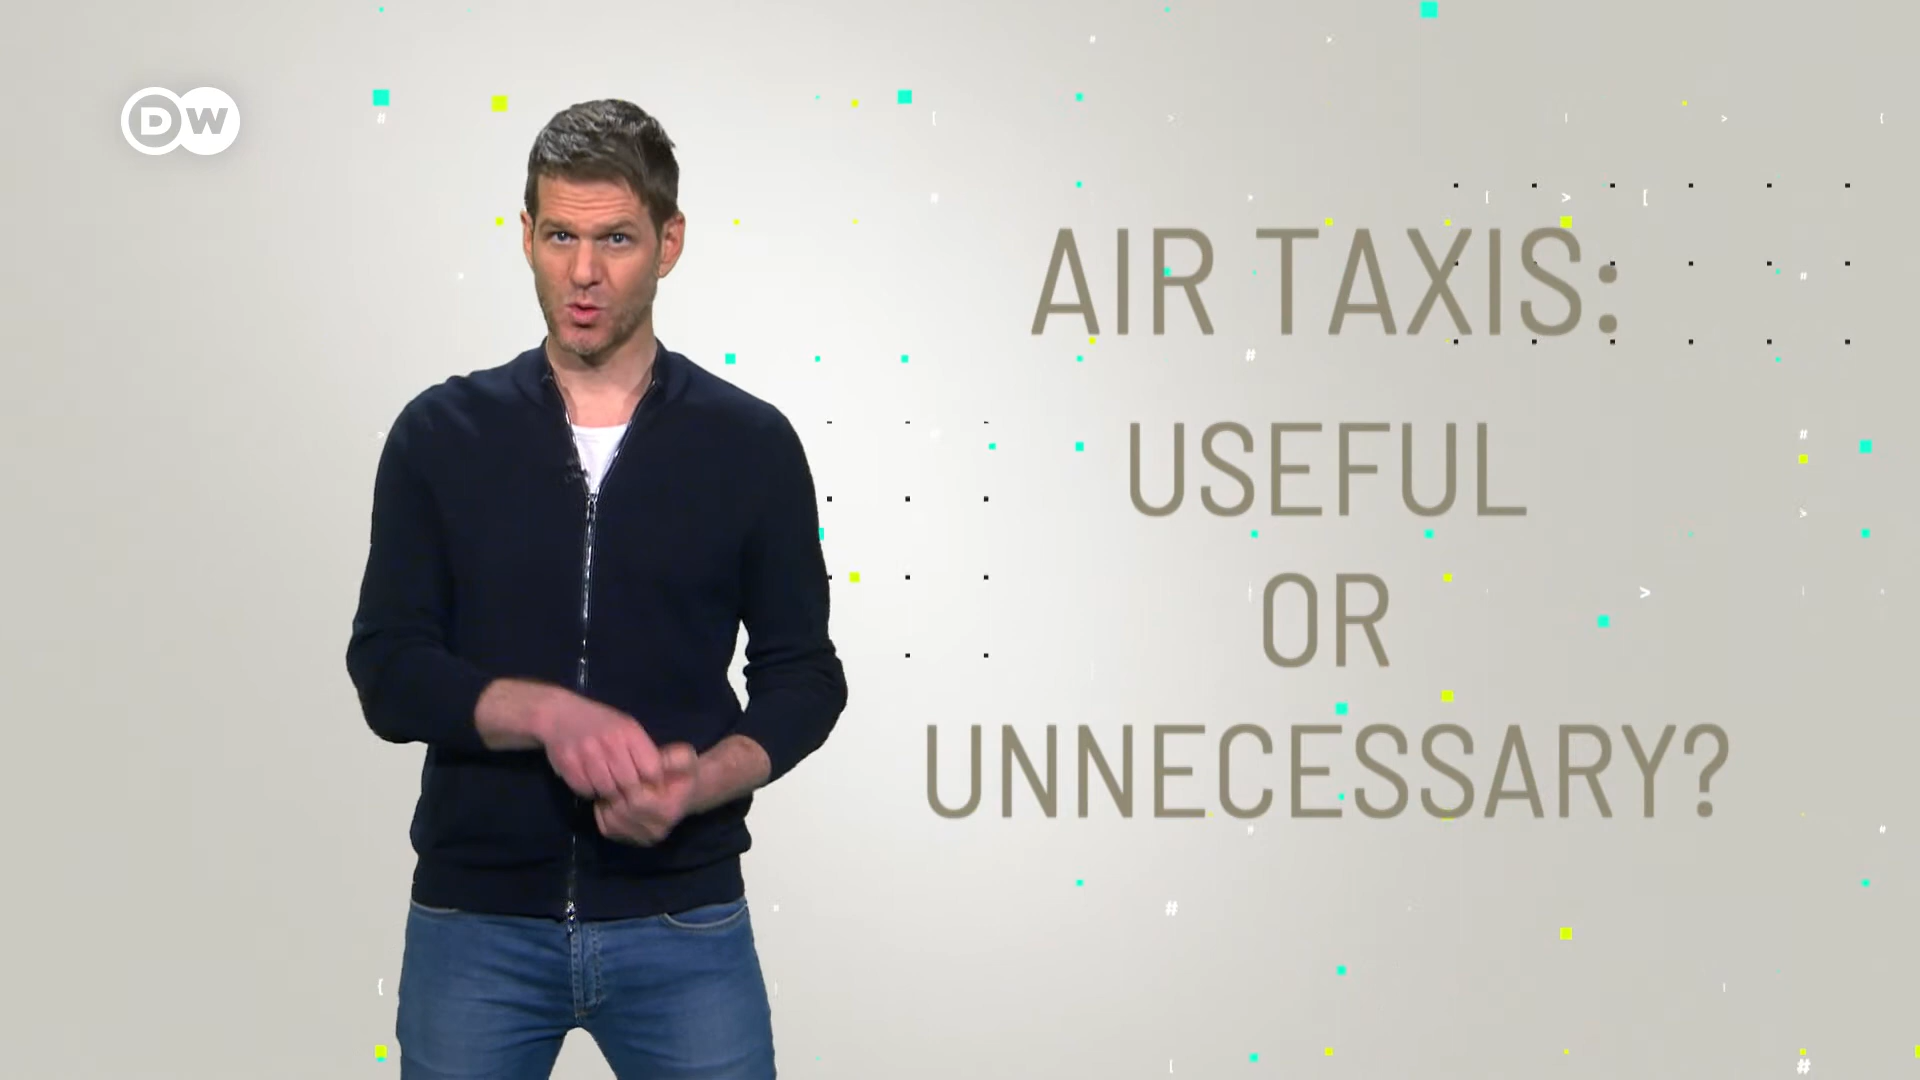 DW
AIR TAXIS:
USEFUL
OR
UNNECESSARY?